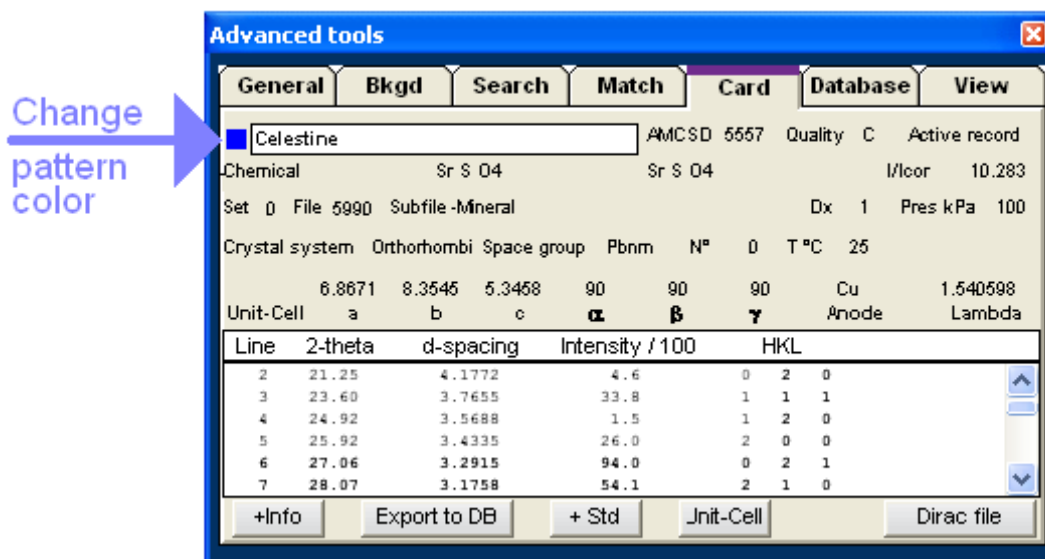 Change
pattern
color
Advanced tools
General Bkgd Search Match Card Database View
Celestine AMCSD 5557 Quality C Active record
Chemical Sr S O4 Sr S O4 I/Icor 10.283
Set 0 File 5990 Subfile -Mineral Dx 1 Pres kPa 100
Crystal system Orthorhombi Space group Pbnm Nº 0 T ºC 25
6.8671 8.3545 5.3458 90 90 90 Cu 1.540598
Unit-Cell a b c α β γ Anode Lambda
Line 2-theta d-spacing Intensity / 100 HKL
2 21.25 4.1772 4.6 0 2 0
3 23.60 3.7655 33.8 1 1 1
4 24.92 3.5688 1.5 1 2 0
5 25.92 3.4335 26.0 2 0 0
6 27.06 3.2915 94.0 0 2 1
7 28.07 3.1758 54.1 2 1 0
+Info Export to DB + Std Jnit-Cell Dirac file